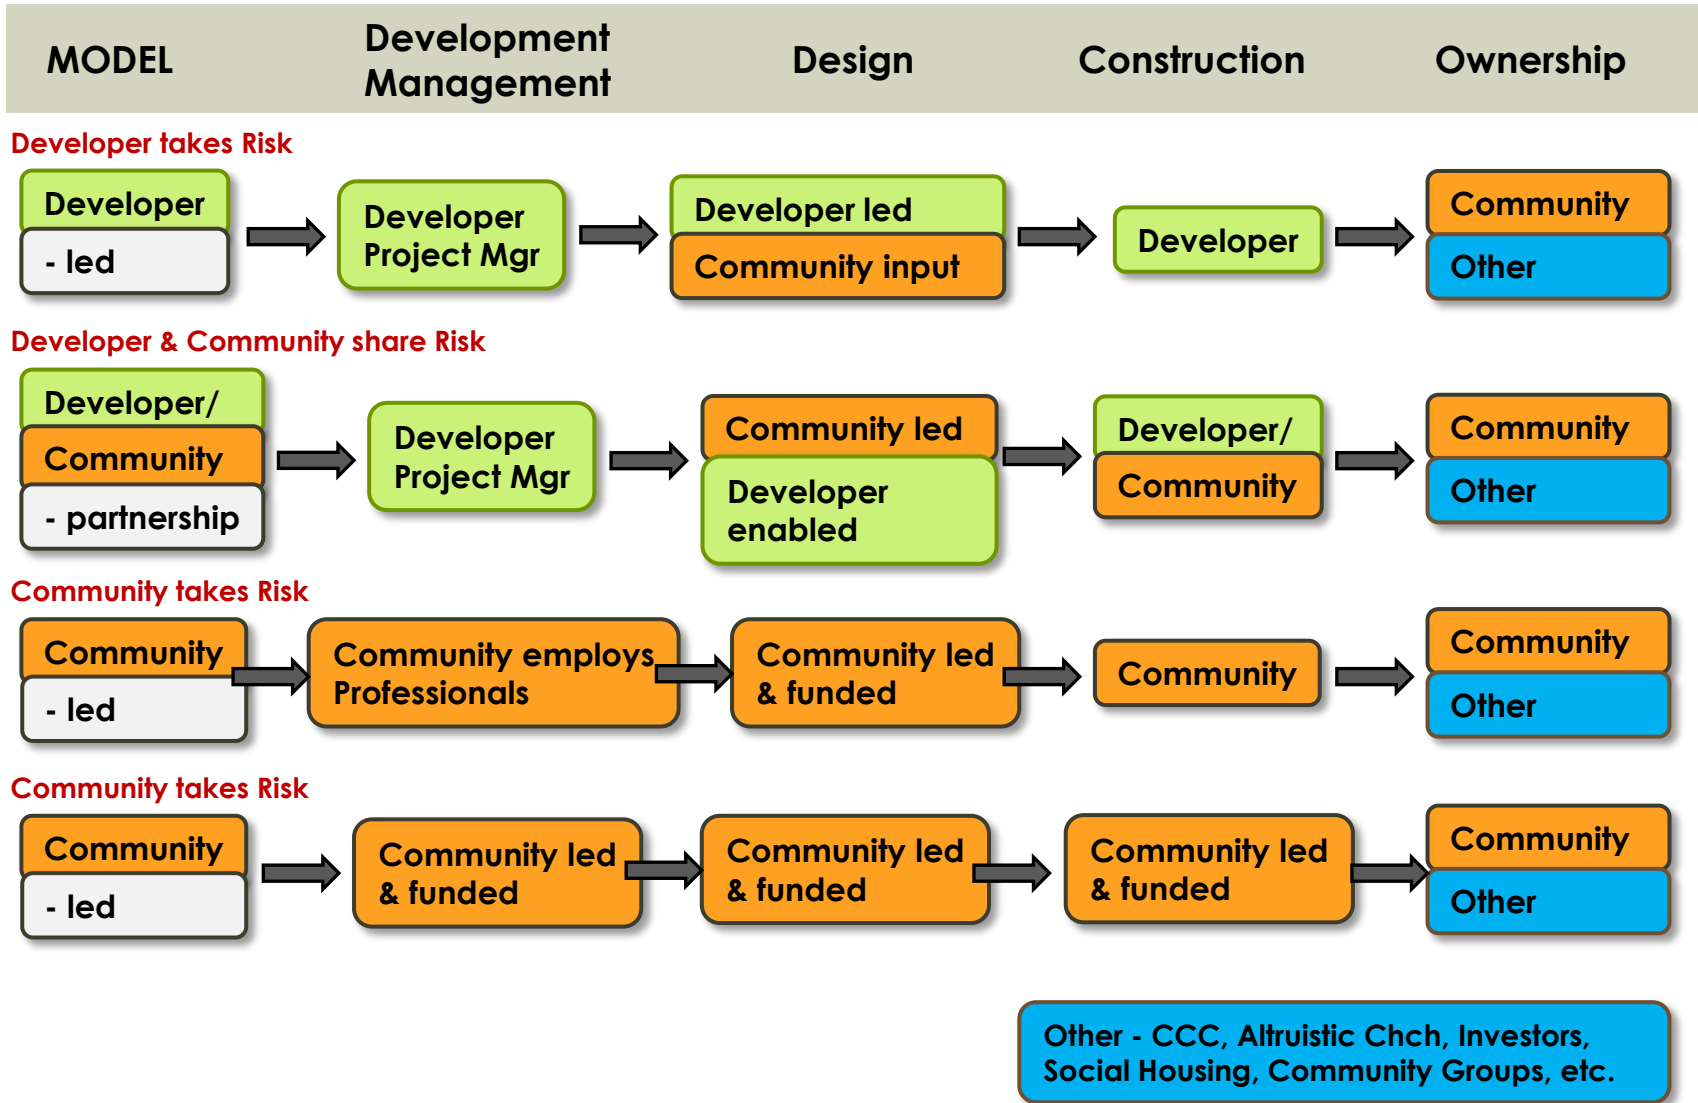 MODEL
Development
Management
Design
Construction
Ownership
Developer takes Risk
Developer
- led
Developer
Project Mgr
Developer led
Community input
Developer
Community
Other
Developer & Community share Risk
Developer/
Community
- partnership
Developer
Project Mgr
Community led
Developer
enabled
Developer/
Community
Community
Other
Community takes Risk
Community
- led
Community employs
Professionals
Community led
& funded
Community
Community
Other
Community takes Risk
Community
- led
Community led
& funded
Community led
& funded
Community led
& funded
Community
Other
Other - CCC, Altruistic Chch, Investors,
Social Housing, Community Groups, etc.